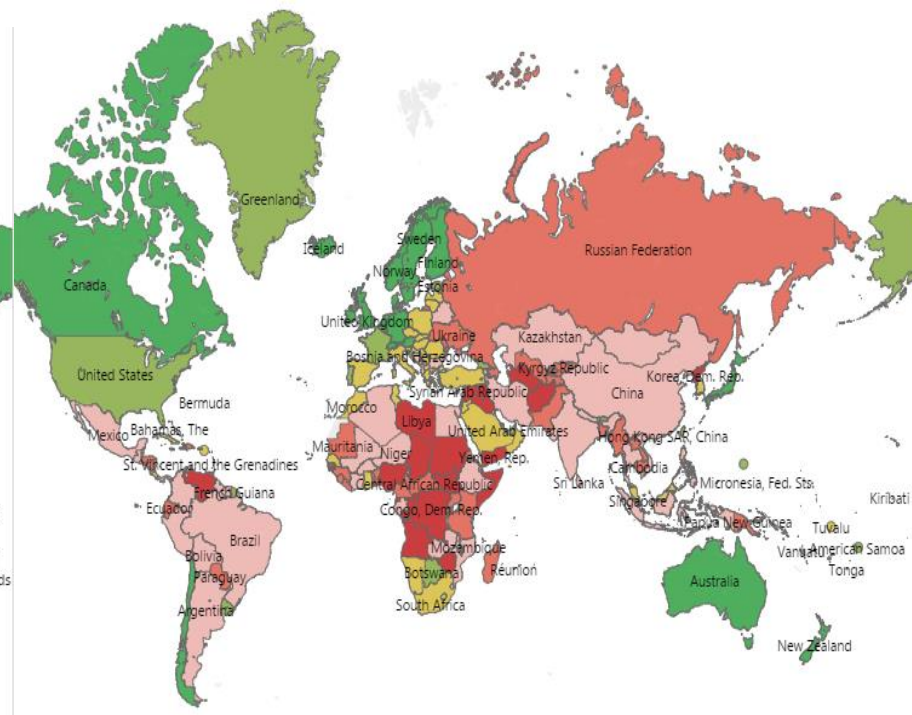 Greenland
Iceland
Sweden
Finland
Norway
Estonia
Russian Federation
Canada
United Kingdom
Ukraine
Kazakhstan
Bosnia and Herzegovina
Kyrgyz Republic
United States
Korea, Dem. Rep.
Syrian Arab Republic
China
Bermuda
Morocco
Libya
United Arab Emirates
Mexico
Bahamas, The
Mauritania
Niger
Yemen, Rep.
Hong Kong SAR, China
St. Vincent and the Grenadines
Cambodia
Central African Republic
Sri Lanka
Micronesia, Fed. Sts.
French Guiana
Singapore
Kiribati
Ecuador
Congo, Dem. Rep.
Papua New Guinea
Tuvalu
Brazil
Mozambique
Vanuatu
American Samoa
Bolivia
Botswana
Réunion
Tonga
Paraguay
ds
Australia
Argentina
South Africa
New Zealand